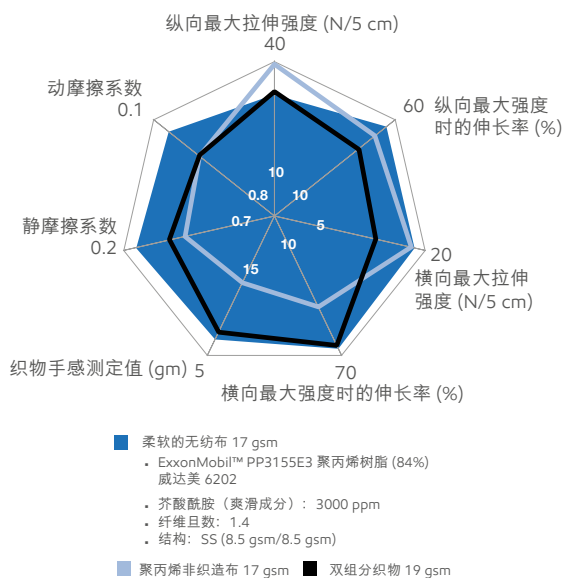 纵向最大拉伸强度 (N/5 cm)
40
动摩擦系数
0.1
60 纵向最大强度
时的伸长率 (%)
10
0.8
10
静摩擦系数
0.2
0.7
5
10
20
横向最大拉伸
强度 (N/5 cm)
15
织物手感测定值 (gm) 5
70
横向最大强度时的伸长率 (%)
柔软的无纺布 17 gsm
• ExxonMobil™ PP3155E3 聚丙烯树脂 (84%)
威达美 6202
• 芥酸酰胺（爽滑成分）: 3000 ppm
• 纤维旦数: 1.4
• 结构: SS (8.5 gsm/8.5 gsm)
聚丙烯非织造布 17 gsm 双组分织物 19 gsm